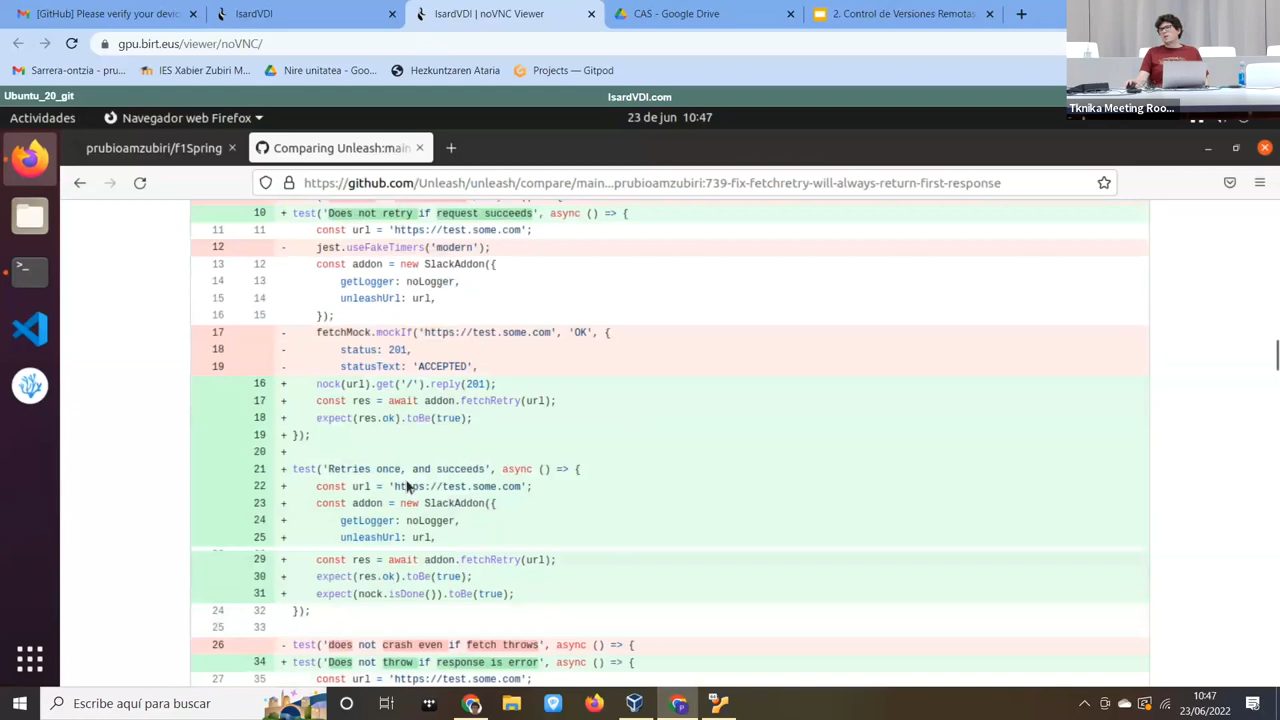 [GitHub] Please verify your device
IsardVDI
IsardVDI | noVNC Viewer
CAS - Google Drive
2. Control de Versiones Remotas
gpu.birt.eus/viewer/noVNC/
Sarrera-ontzia - pru...
IES Xabier Zubiri M...
Nire unitatea - Goo...
Hezkuntzaren Ataria
Projects — Gitpod
Ubuntu_20_git
IsardVDI.com
Tknika Meeting Roo...
Actividades
Navegador web Firefox
23 de jun 10:47
prubioamzubiri/f1Spring
Comparing Unleash:main
https://github.com/Unleash/unleash/compare/main...prubioamzubiri:739-fix-fetchretry-will-always-return-first-response
10 + test('Does not retry if request succeeds', async () => {
11 11 const url = 'https://test.some.com';
12 - jest.useFakeTimers('modern');
13 12 const addon = new SlackAddon({
14 13 getLogger: noLogger,
15 14 unleashUrl: url,
16 15 });
17 - fetchMock.mockIf('https://test.some.com', 'OK', {
18 - status: 201,
19 - statusText: 'ACCEPTED',
16 + nock(url).get('/').reply(201);
17 + const res = await addon.fetchRetry(url);
18 + expect(res.ok).toBe(true);
19 + });
20 +
21 + test('Retries once, and succeeds', async () => {
22 + const url = 'https://test.some.com';
23 + const addon = new SlackAddon({
24 + getLogger: noLogger,
25 + unleashUrl: url,
29 + const res = await addon.fetchRetry(url);
30 + expect(res.ok).toBe(true);
31 + expect(nock.isDone()).toBe(true);
24 32 });
25 33
26 - test('does not crash even if fetch throws', async () => {
34 + test('Does not throw if response is error', async () => {
27 35 const url = 'https://test.some.com';
Escribe aquí para buscar
10:47
23/06/2022